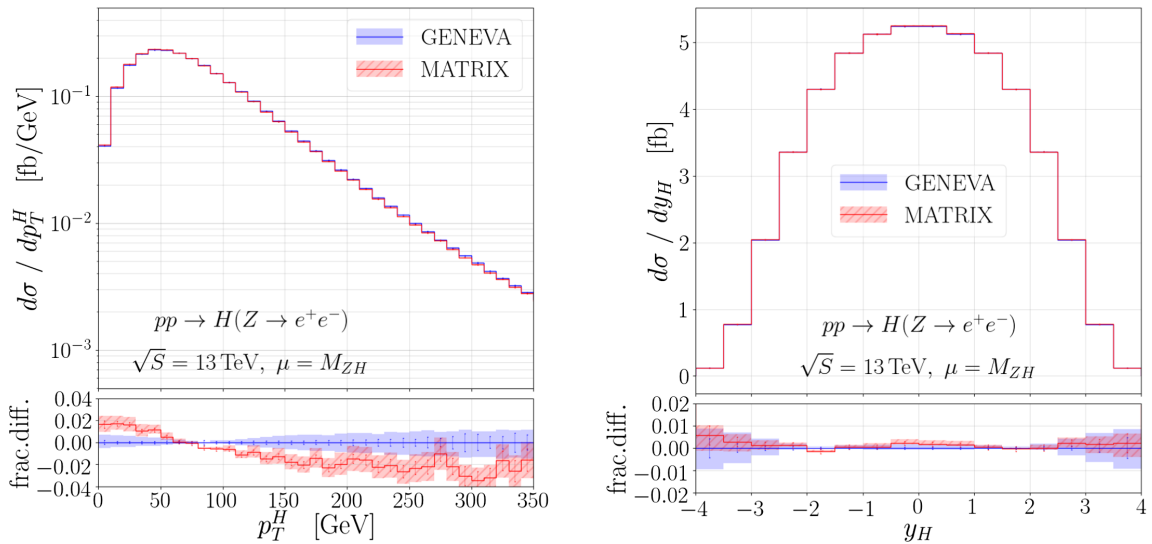 GENEVA
MATRIX
10⁻¹
10⁻²
10⁻³
dσ / dp_T^H [fb/GeV]
pp → H(Z → e⁺e⁻)
√S = 13 TeV, μ = M_ZH
0.04
0.02
0.00
−0.02
−0.04
frac.diff.
0 50 100 150 200 250 300 350
p_T^H [GeV]
5
4
3
2
1
0
dσ / dy_H [fb]
GENEVA
MATRIX
pp → H(Z → e⁺e⁻)
√S = 13 TeV, μ = M_ZH
0.02
0.01
0.00
−0.01
−0.02
frac.diff.
−4 −3 −2 −1 0 1 2 3 4
y_H